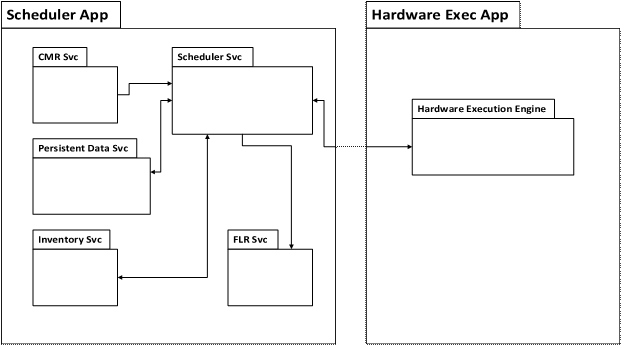 Scheduler App
Hardware Exec App
CMR Svc
Scheduler Svc
Hardware Execution Engine
Persistent Data Svc
Inventory Svc
FLR Svc